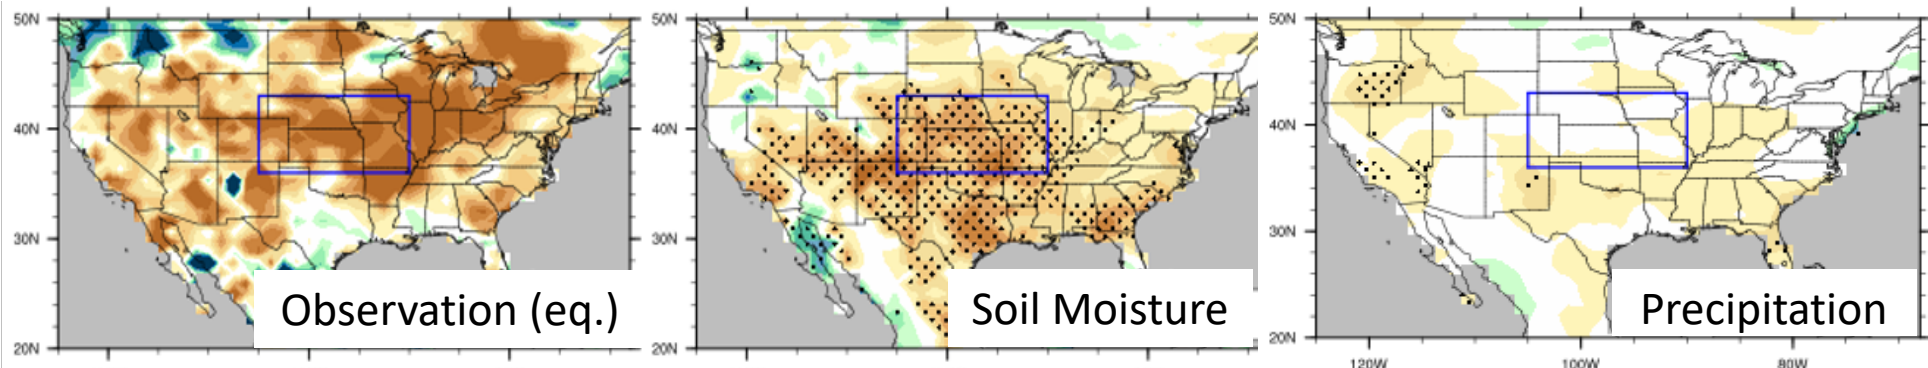 50N
40N
30N
20N
Observation (eq.)
50N
40N
30N
20N
Soil Moisture
50N
40N
30N
20N
Precipitation
120W 100W 80W